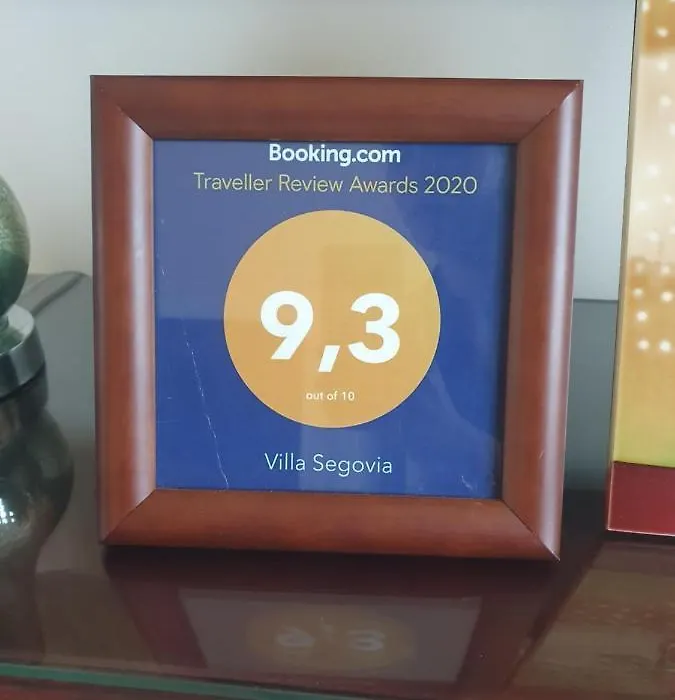 Booking.com
Traveller Review Awards 2020
9,3
out of 10
Villa Segovia